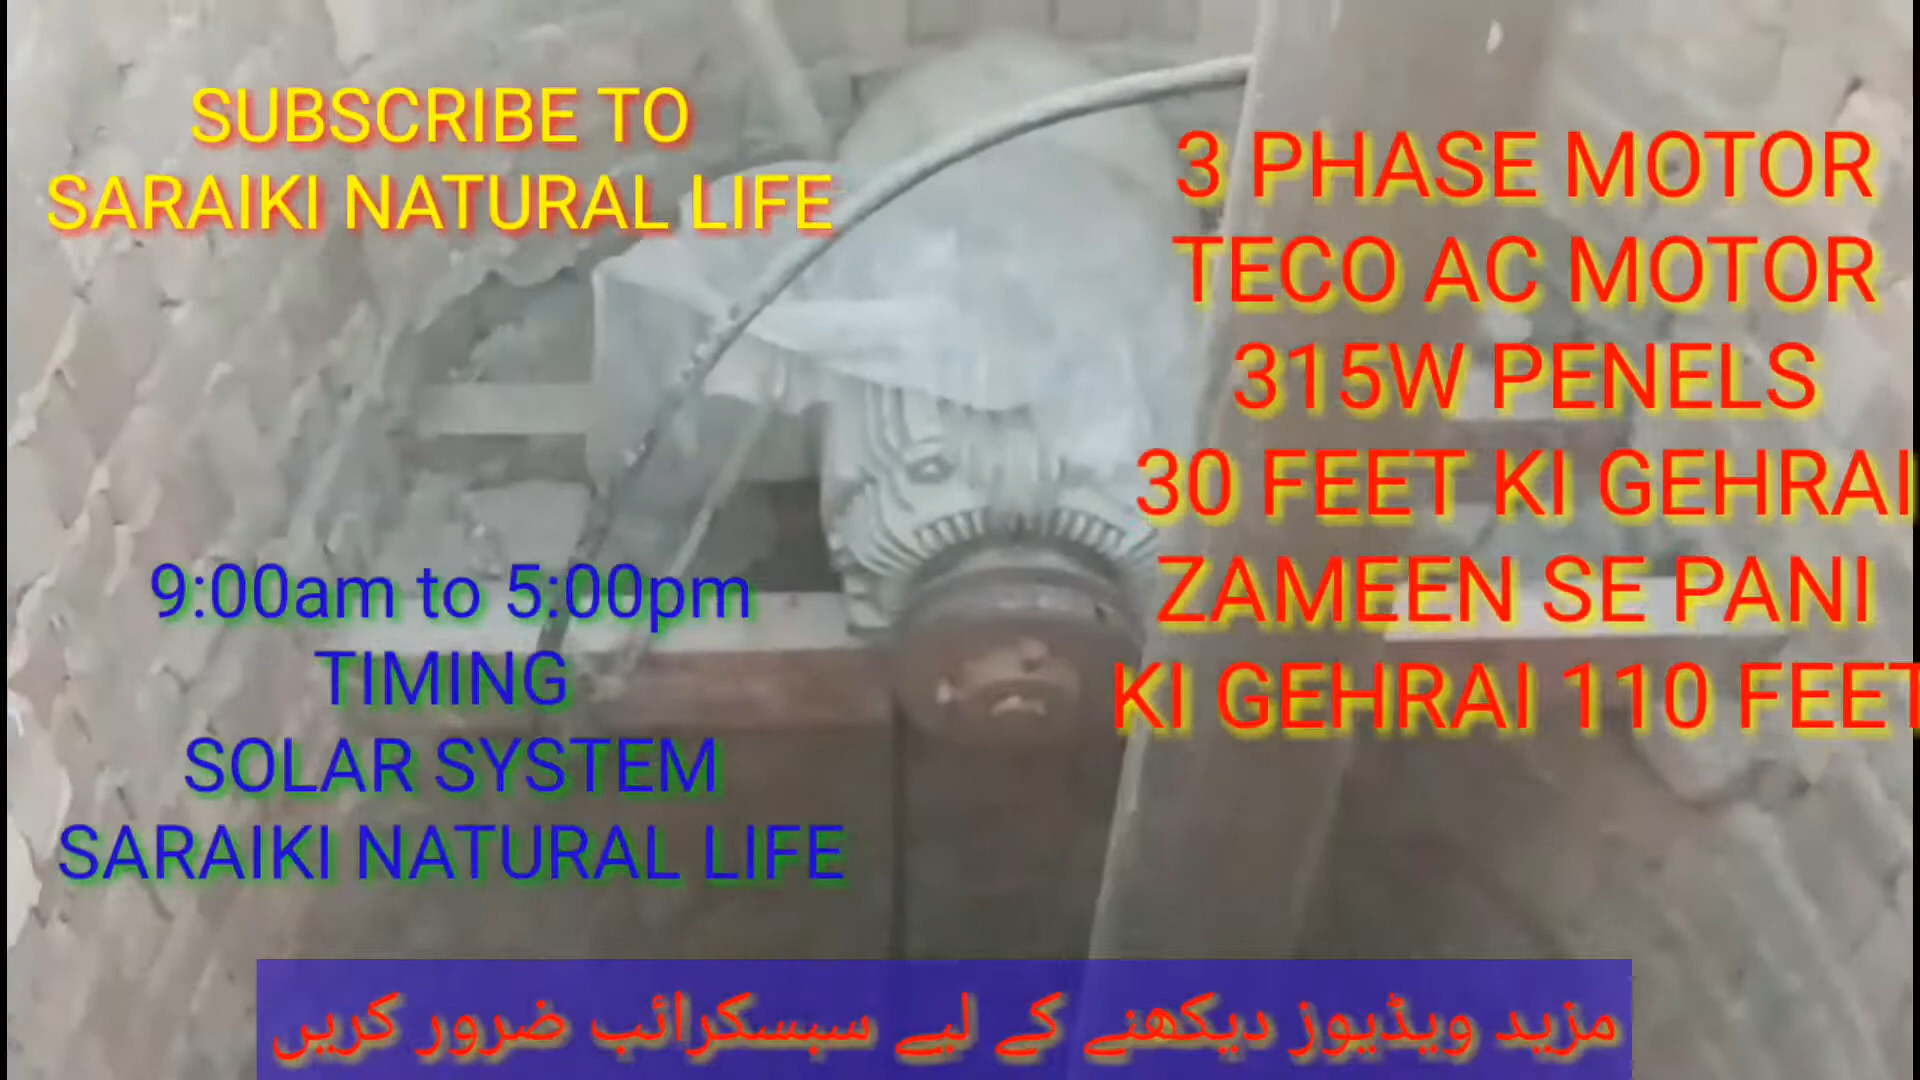 SUBSCRIBE TO
SARAIKI NATURAL LIFE
3 PHASE MOTOR
TECO AC MOTOR
315W PENELS
30 FEET KI GEHRAI
ZAMEEN SE PANI
KI GEHRAI 110 FEET
9:00am to 5:00pm
TIMING
SOLAR SYSTEM
SARAIKI NATURAL LIFE
مزید ویڈیوز دیکھنے کے لیے سبسکرائب ضرور کریں